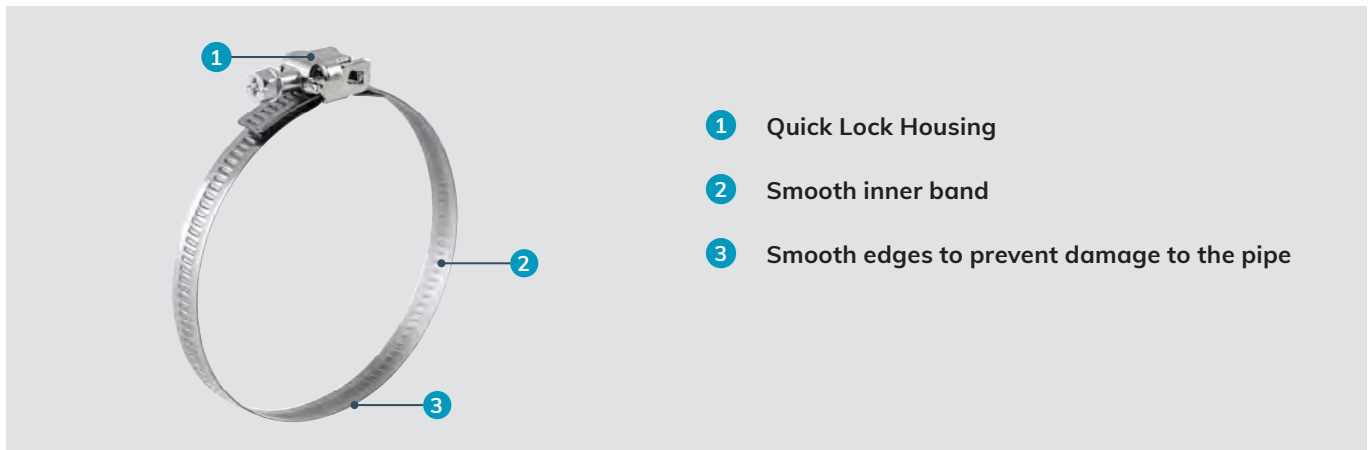 1
2
3
1 Quick Lock Housing
2 Smooth inner band
3 Smooth edges to prevent damage to the pipe